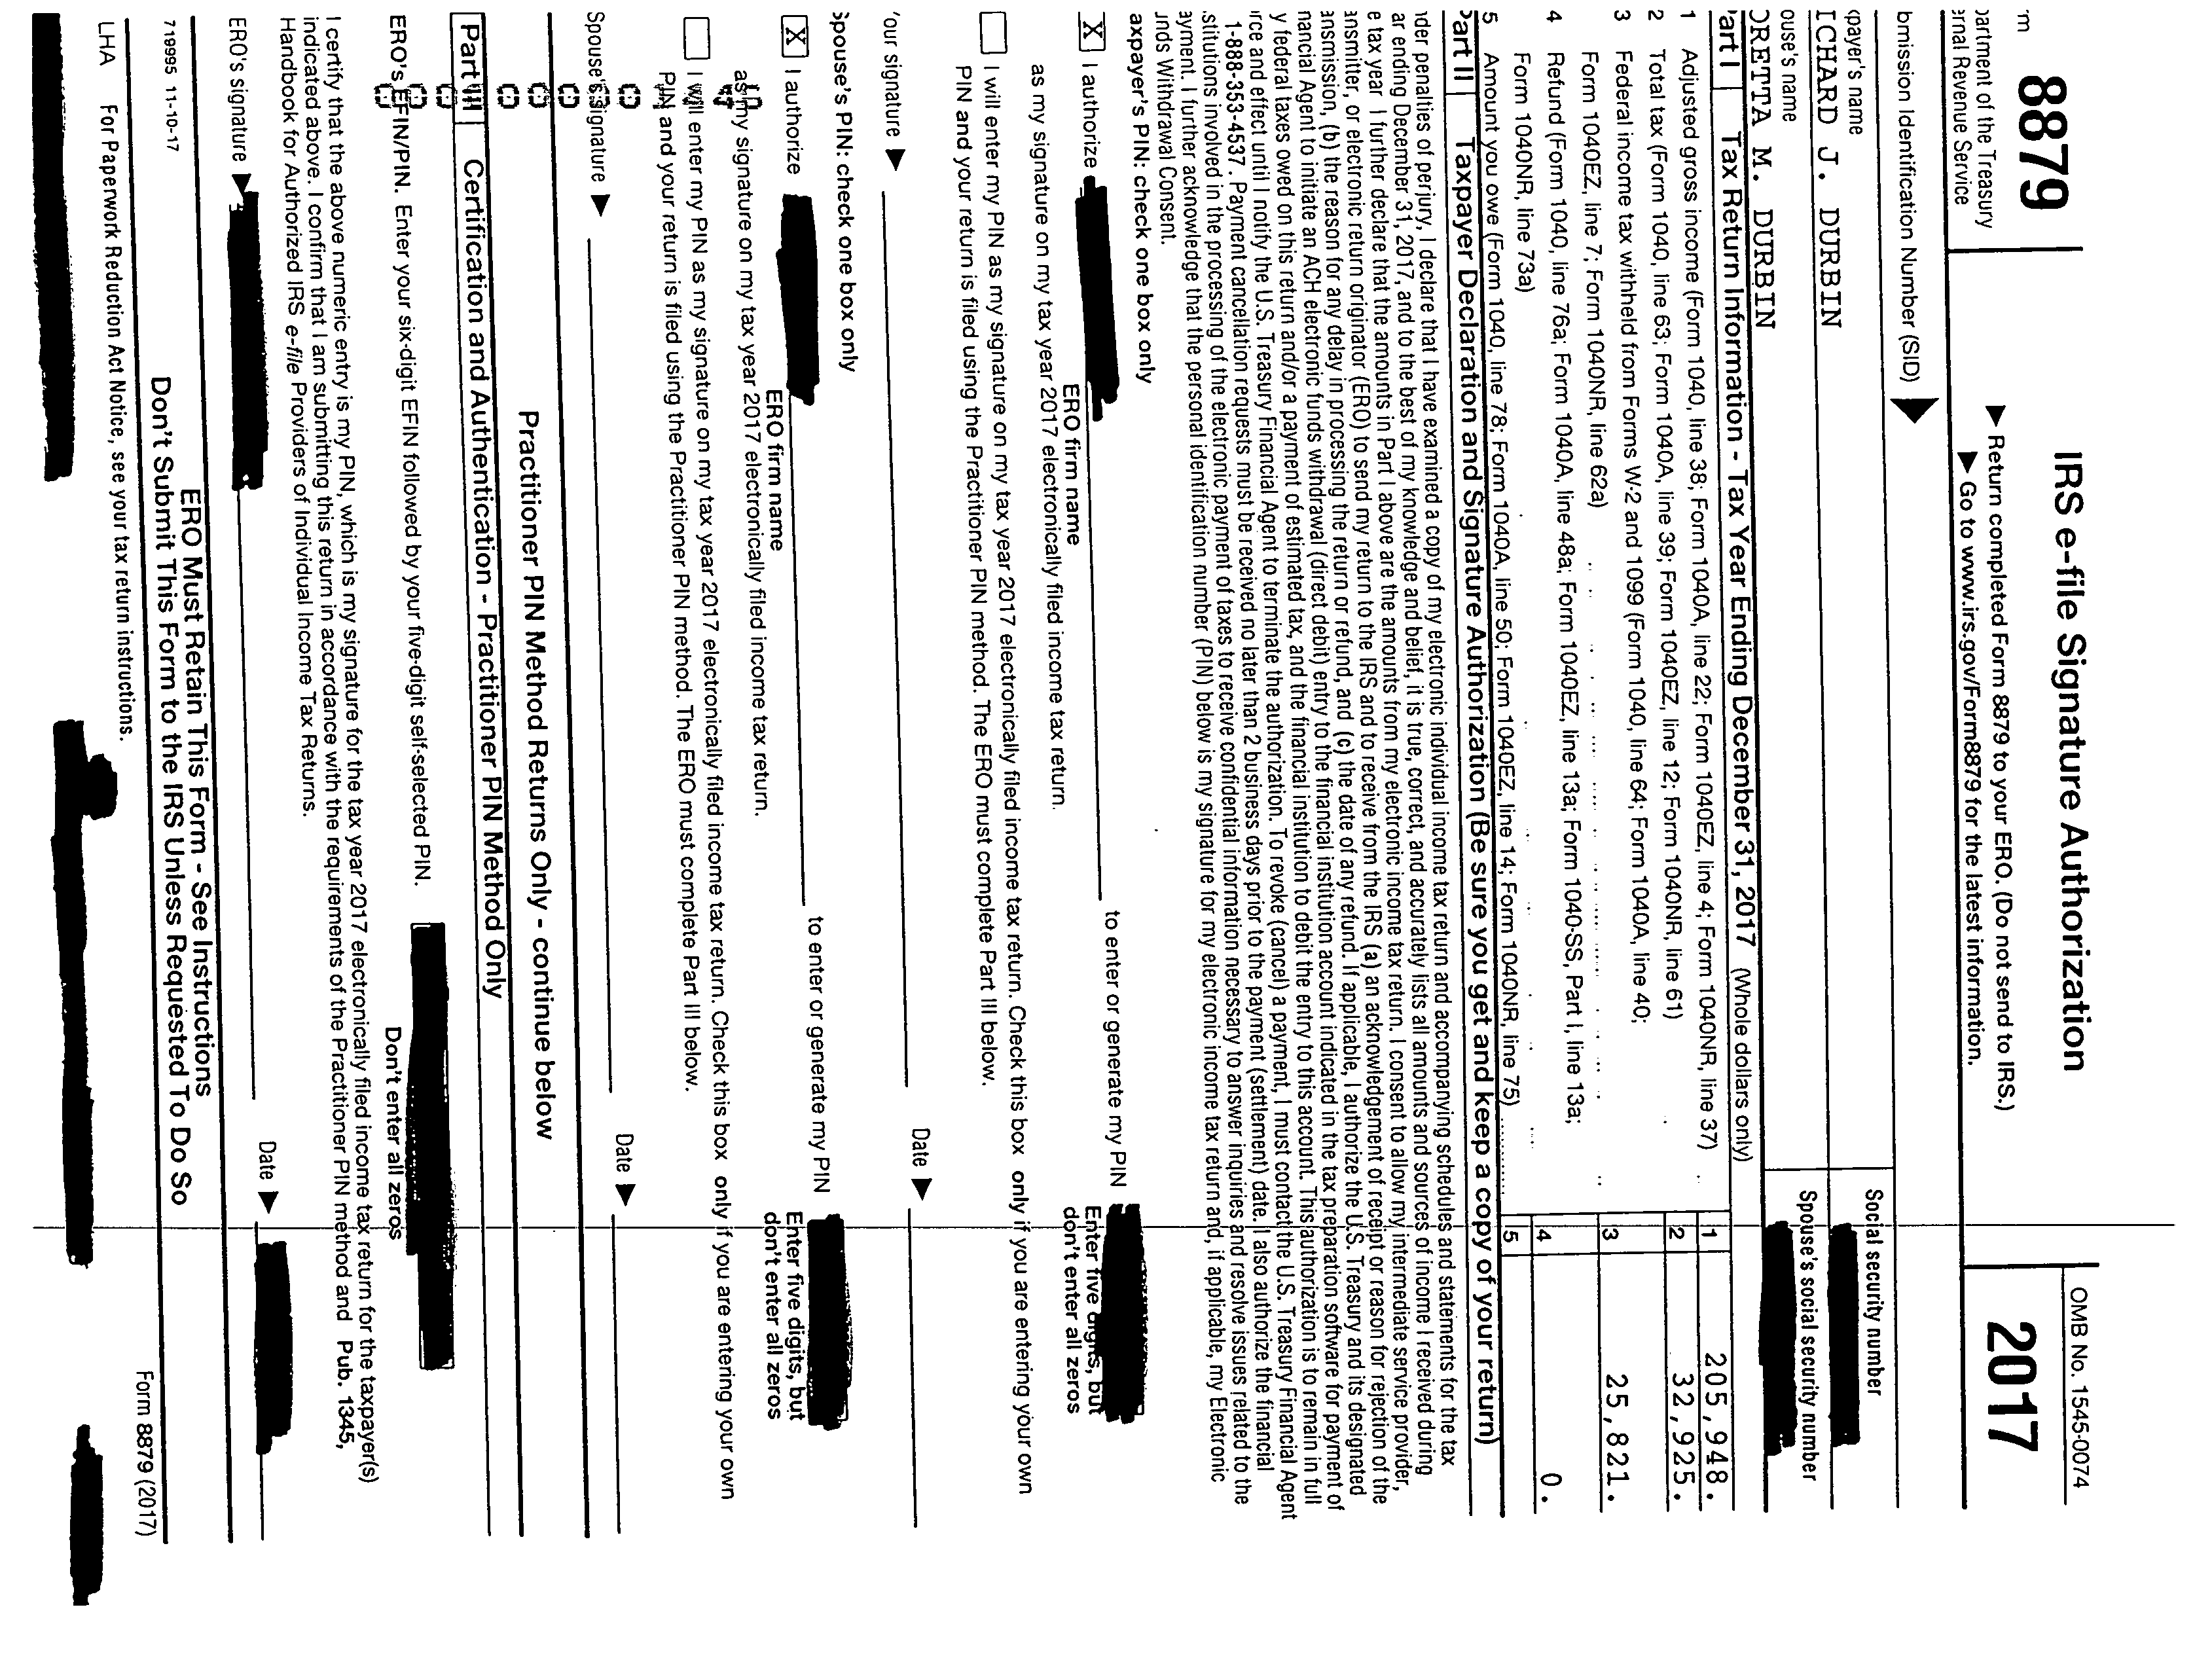 'm 8879
IRS e-file Signature Authorization
OMB No. 1545-0074
partment of the Treasury
ernal Revenue Service
▶ Return completed Form 8879 to your ERO. (Do not send to IRS.)
▶ Go to www.irs.gov/Form8879 for the latest information.
2017
bmission Identification Number (SID)
xpayer's name
Social security number
ICHARD J. DURBIN
ouse's name
Spouse's social security number
ORETTA M. DURBIN
Part I Tax Return Information - Tax Year Ending December 31, 2017 (Whole dollars only)
1 Adjusted gross income (Form 1040, line 38; Form 1040A, line 22; Form 1040EZ, line 4; Form 1040NR, line 37) 1 205,948.
2 Total tax (Form 1040, line 63; Form 1040A, line 39; Form 1040EZ, line 12; Form 1040NR, line 61) 2 32,925.
3 Federal income tax withheld from Forms W-2 and 1099 (Form 1040, line 64; Form 1040A, line 40;
Form 1040EZ, line 7; Form 1040NR, line 62a) 3 25,821.
4 Refund (Form 1040, line 76a; Form 1040A, line 48a; Form 1040EZ, line 13a; Form 1040-SS, Part I, line 13a;
Form 1040NR, line 73a) 4 0.
5 Amount you owe (Form 1040, line 78; Form 1040A, line 50; Form 1040EZ, line 14; Form 1040NR, line 75) 5
Part II Taxpayer Declaration and Signature Authorization (Be sure you get and keep a copy of your return)
nder penalties of perjury, I declare that I have examined a copy of my electronic individual income tax return and accompanying schedules and statements for the tax
ar ending December 31, 2017, and to the best of my knowledge and belief, it is true, correct, and accurately lists all amounts and sources of income I received during
e tax year. I further declare that the amounts in Part I above are the amounts from my electronic income tax return. I consent to allow my intermediate service provider,
ansmitter, or electronic return originator (ERO) to send my return to the IRS and to receive from the IRS (a) an acknowledgement of receipt or reason for rejection of the
ansmission, (b) the reason for any delay in processing the return or refund, and (c) the date of any refund. If applicable, I authorize the U.S. Treasury and its designated
nancial Agent to initiate an ACH electronic funds withdrawal (direct debit) entry to the financial institution account indicated in the tax preparation software for payment of
y federal taxes owed on this return and/or a payment of estimated tax, and the financial institution to debit the entry to this account. This authorization is to remain in full
rce and effect until I notify the U.S. Treasury Financial Agent to terminate the authorization. To revoke (cancel) a payment, I must contact the U.S. Treasury Financial Agent
1-888-353-4537. Payment cancellation requests must be received no later than 2 business days prior to the payment (settlement) date. I also authorize the financial
stitutions involved in the processing of the electronic payment of taxes to receive confidential information necessary to answer inquiries and resolve issues related to the
ayment. I further acknowledge that the personal identification number (PIN) below is my signature for my electronic income tax return and, if applicable, my Electronic
unds Withdrawal Consent.
axpayer's PIN: check one box only
X I authorize to enter or generate my PIN
ERO firm name
Enter five digits, but
don't enter all zeros
as my signature on my tax year 2017 electronically filed income tax return.
I will enter my PIN as my signature on my tax year 2017 electronically filed income tax return. Check this box only if you are entering your own
PIN and your return is filed using the Practitioner PIN method. The ERO must complete Part III below.
'our signature ▶ Date ▶
Spouse's PIN: check one box only
X I authorize to enter or generate my PIN
ERO firm name
Enter five digits, but
don't enter all zeros
as my signature on my tax year 2017 electronically filed income tax return.
I will enter my PIN as my signature on my tax year 2017 electronically filed income tax return. Check this box only if you are entering your own
PIN and your return is filed using the Practitioner PIN method. The ERO must complete Part III below.
Spouse's signature ▶ Date ▶
Practitioner PIN Method Returns Only - continue below
Part III Certification and Authentication - Practitioner PIN Method Only
ERO's EFIN/PIN. Enter your six-digit EFIN followed by your five-digit self-selected PIN.
Don't enter all zeros
I certify that the above numeric entry is my PIN, which is my signature for the tax year 2017 electronically filed income tax return for the taxpayer(s)
indicated above. I confirm that I am submitting this return in accordance with the requirements of the Practitioner PIN method and Pub. 1345,
Handbook for Authorized IRS e-file Providers of Individual Income Tax Returns.
ERO's signature ▶ Date ▶
ERO Must Retain This Form - See Instructions
Don't Submit This Form to the IRS Unless Requested To Do So
719995 11-10-17
LHA For Paperwork Reduction Act Notice, see your tax return instructions.
Form 8879 (2017)